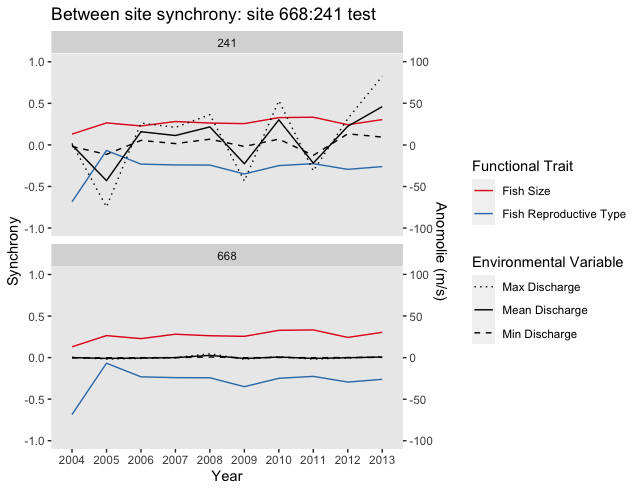 Between site synchrony: site 668:241 test
241
1.0
0.5
0.0
-0.5
-1.0
100
50
0
-50
-100
668
1.0
0.5
0.0
-0.5
-1.0
100
50
0
-50
-100
Synchrony
Anomolie (m/s)
2004 2005 2006 2007 2008 2009 2010 2011 2012 2013
Year
Functional Trait
Fish Size
Fish Reproductive Type
Environmental Variable
Max Discharge
Mean Discharge
Min Discharge